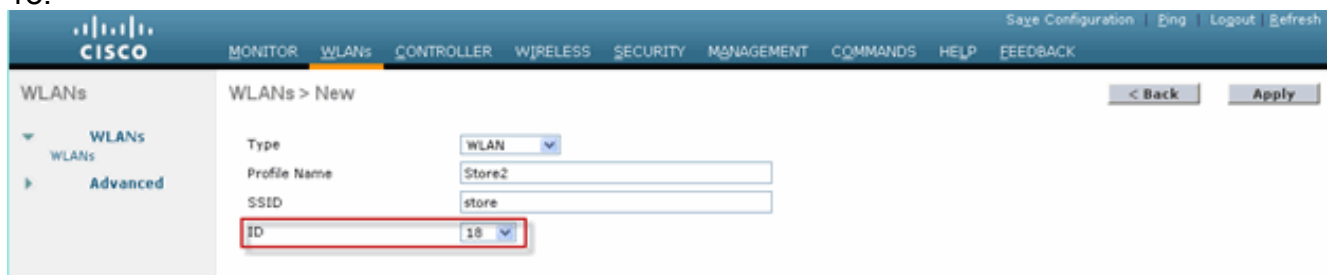 Save Configuration | Ping | Logout | Refresh
CISCO
MONITOR WLANs CONTROLLER WIRELESS SECURITY MANAGEMENT COMMANDS HELP FEEDBACK
WLANs
WLANs > New
< Back Apply
WLANs
WLANs
Advanced
Type WLAN
Profile Name Store2
SSID store
ID 18